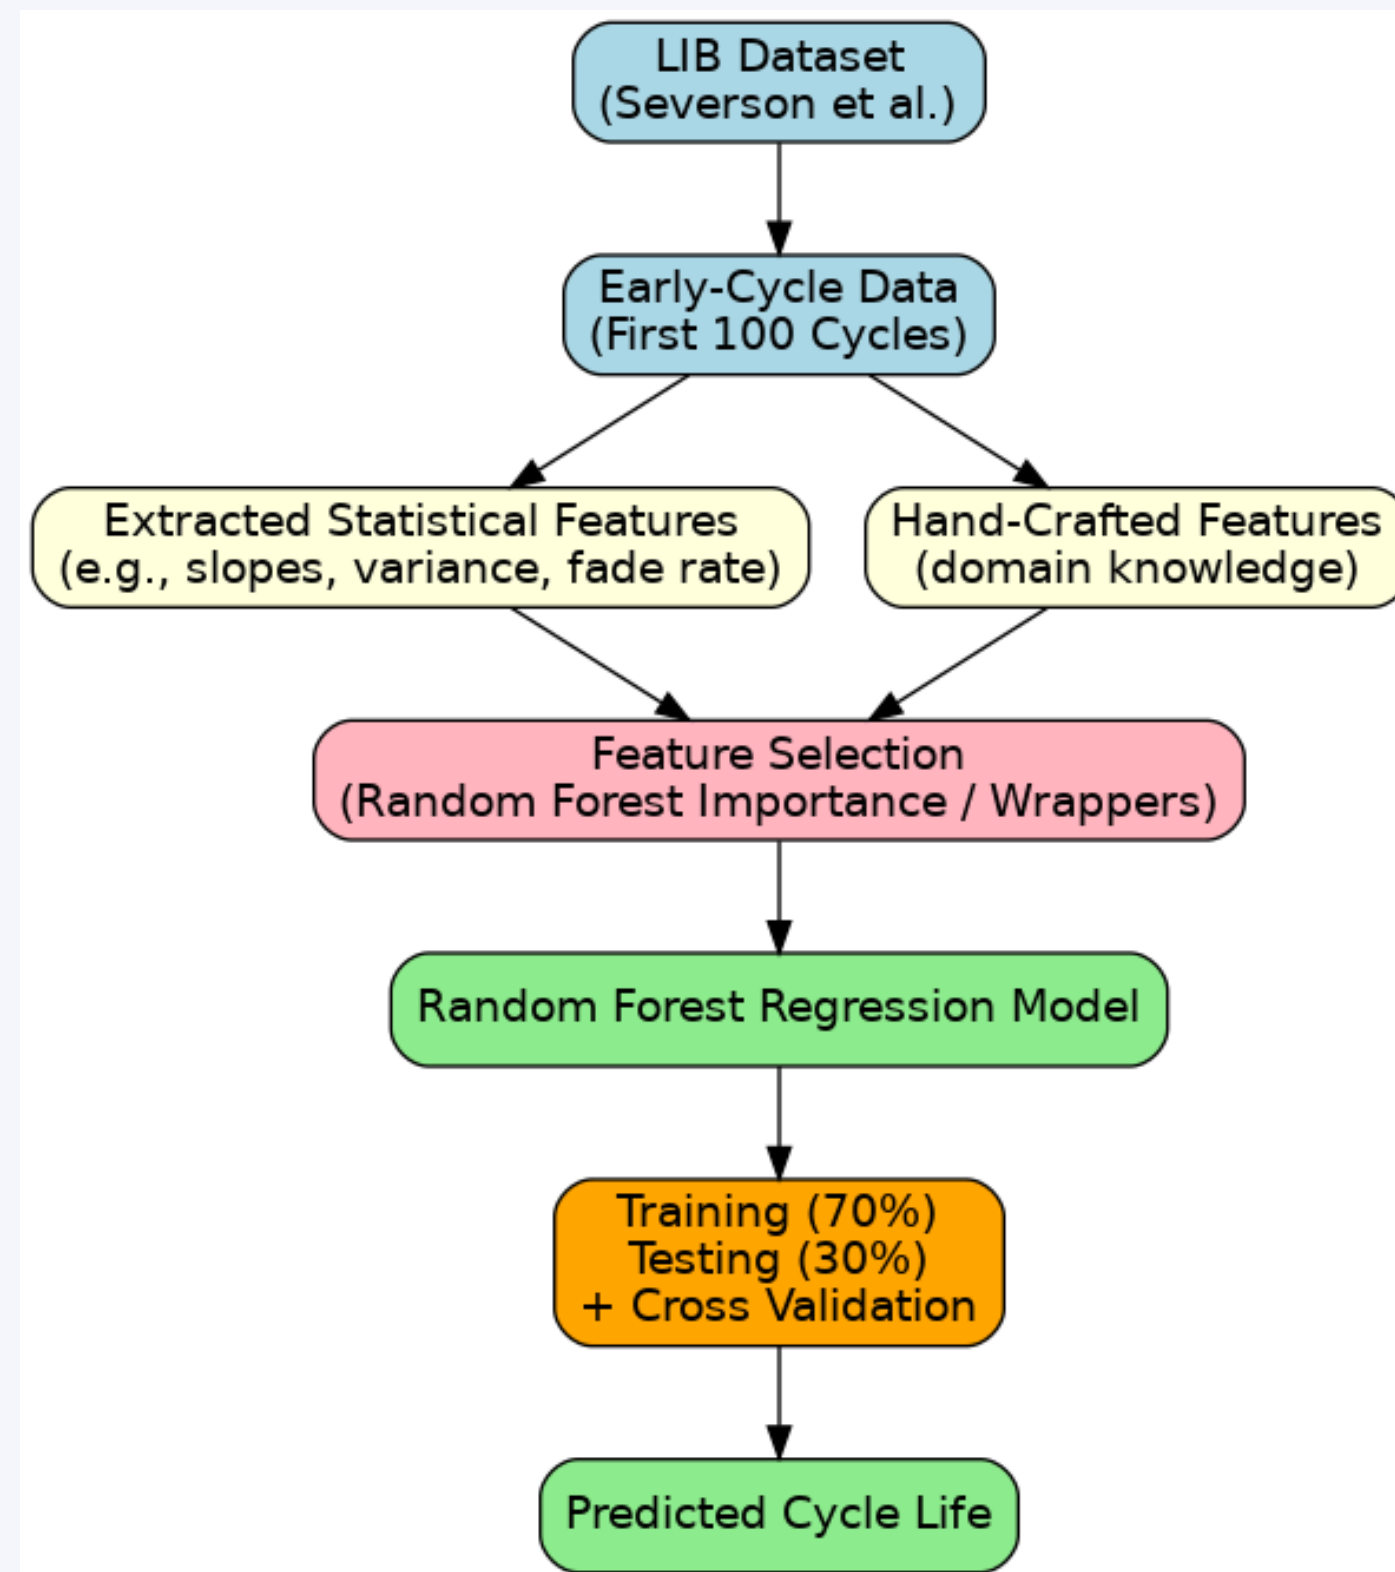 LIB Dataset
(Severson et al.)
Early-Cycle Data
(First 100 Cycles)
Extracted Statistical Features
(e.g., slopes, variance, fade rate)
Hand-Crafted Features
(domain knowledge)
Feature Selection
(Random Forest Importance / Wrappers)
Random Forest Regression Model
Training (70%)
Testing (30%)
+ Cross Validation
Predicted Cycle Life